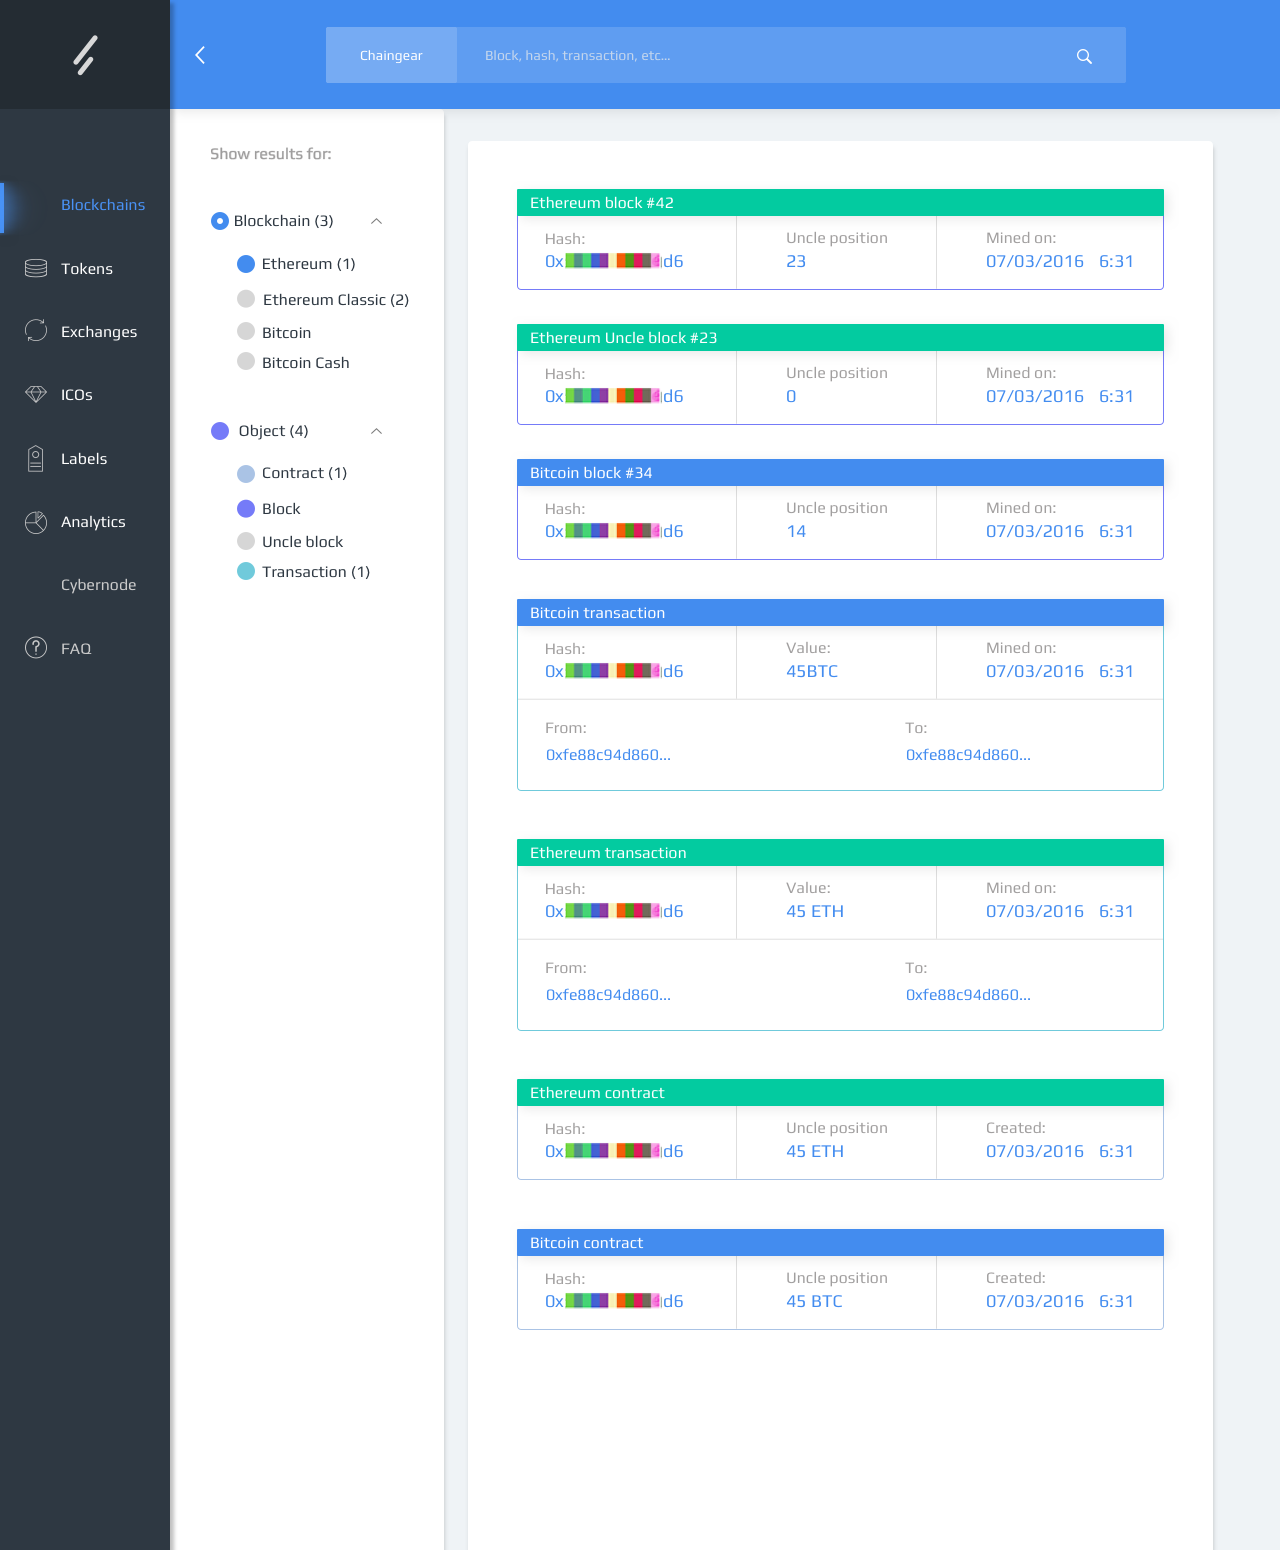 Chaingear
Block, hash, transaction, etc...
Blockchains
Tokens
Exchanges
ICOs
Labels
Analytics
Cybernode
FAQ
Show results for:
Blockchain (3)
Ethereum (1)
Ethereum Classic (2)
Bitcoin
Bitcoin Cash
Object (4)
Contract (1)
Block
Uncle block
Transaction (1)
Ethereum block #42
Hash: Uncle position Mined on:
0x d6 23 07/03/2016 6:31
Ethereum Uncle block #23
Hash: Uncle position Mined on:
0x d6 0 07/03/2016 6:31
Bitcoin block #34
Hash: Uncle position Mined on:
0x d6 14 07/03/2016 6:31
Bitcoin transaction
Hash: Value: Mined on:
0x d6 45BTC 07/03/2016 6:31
From: To:
0xfe88c94d860... 0xfe88c94d860...
Ethereum transaction
Hash: Value: Mined on:
0x d6 45 ETH 07/03/2016 6:31
From: To:
0xfe88c94d860... 0xfe88c94d860...
Ethereum contract
Hash: Uncle position Created:
0x d6 45 ETH 07/03/2016 6:31
Bitcoin contract
Hash: Uncle position Created:
0x d6 45 BTC 07/03/2016 6:31